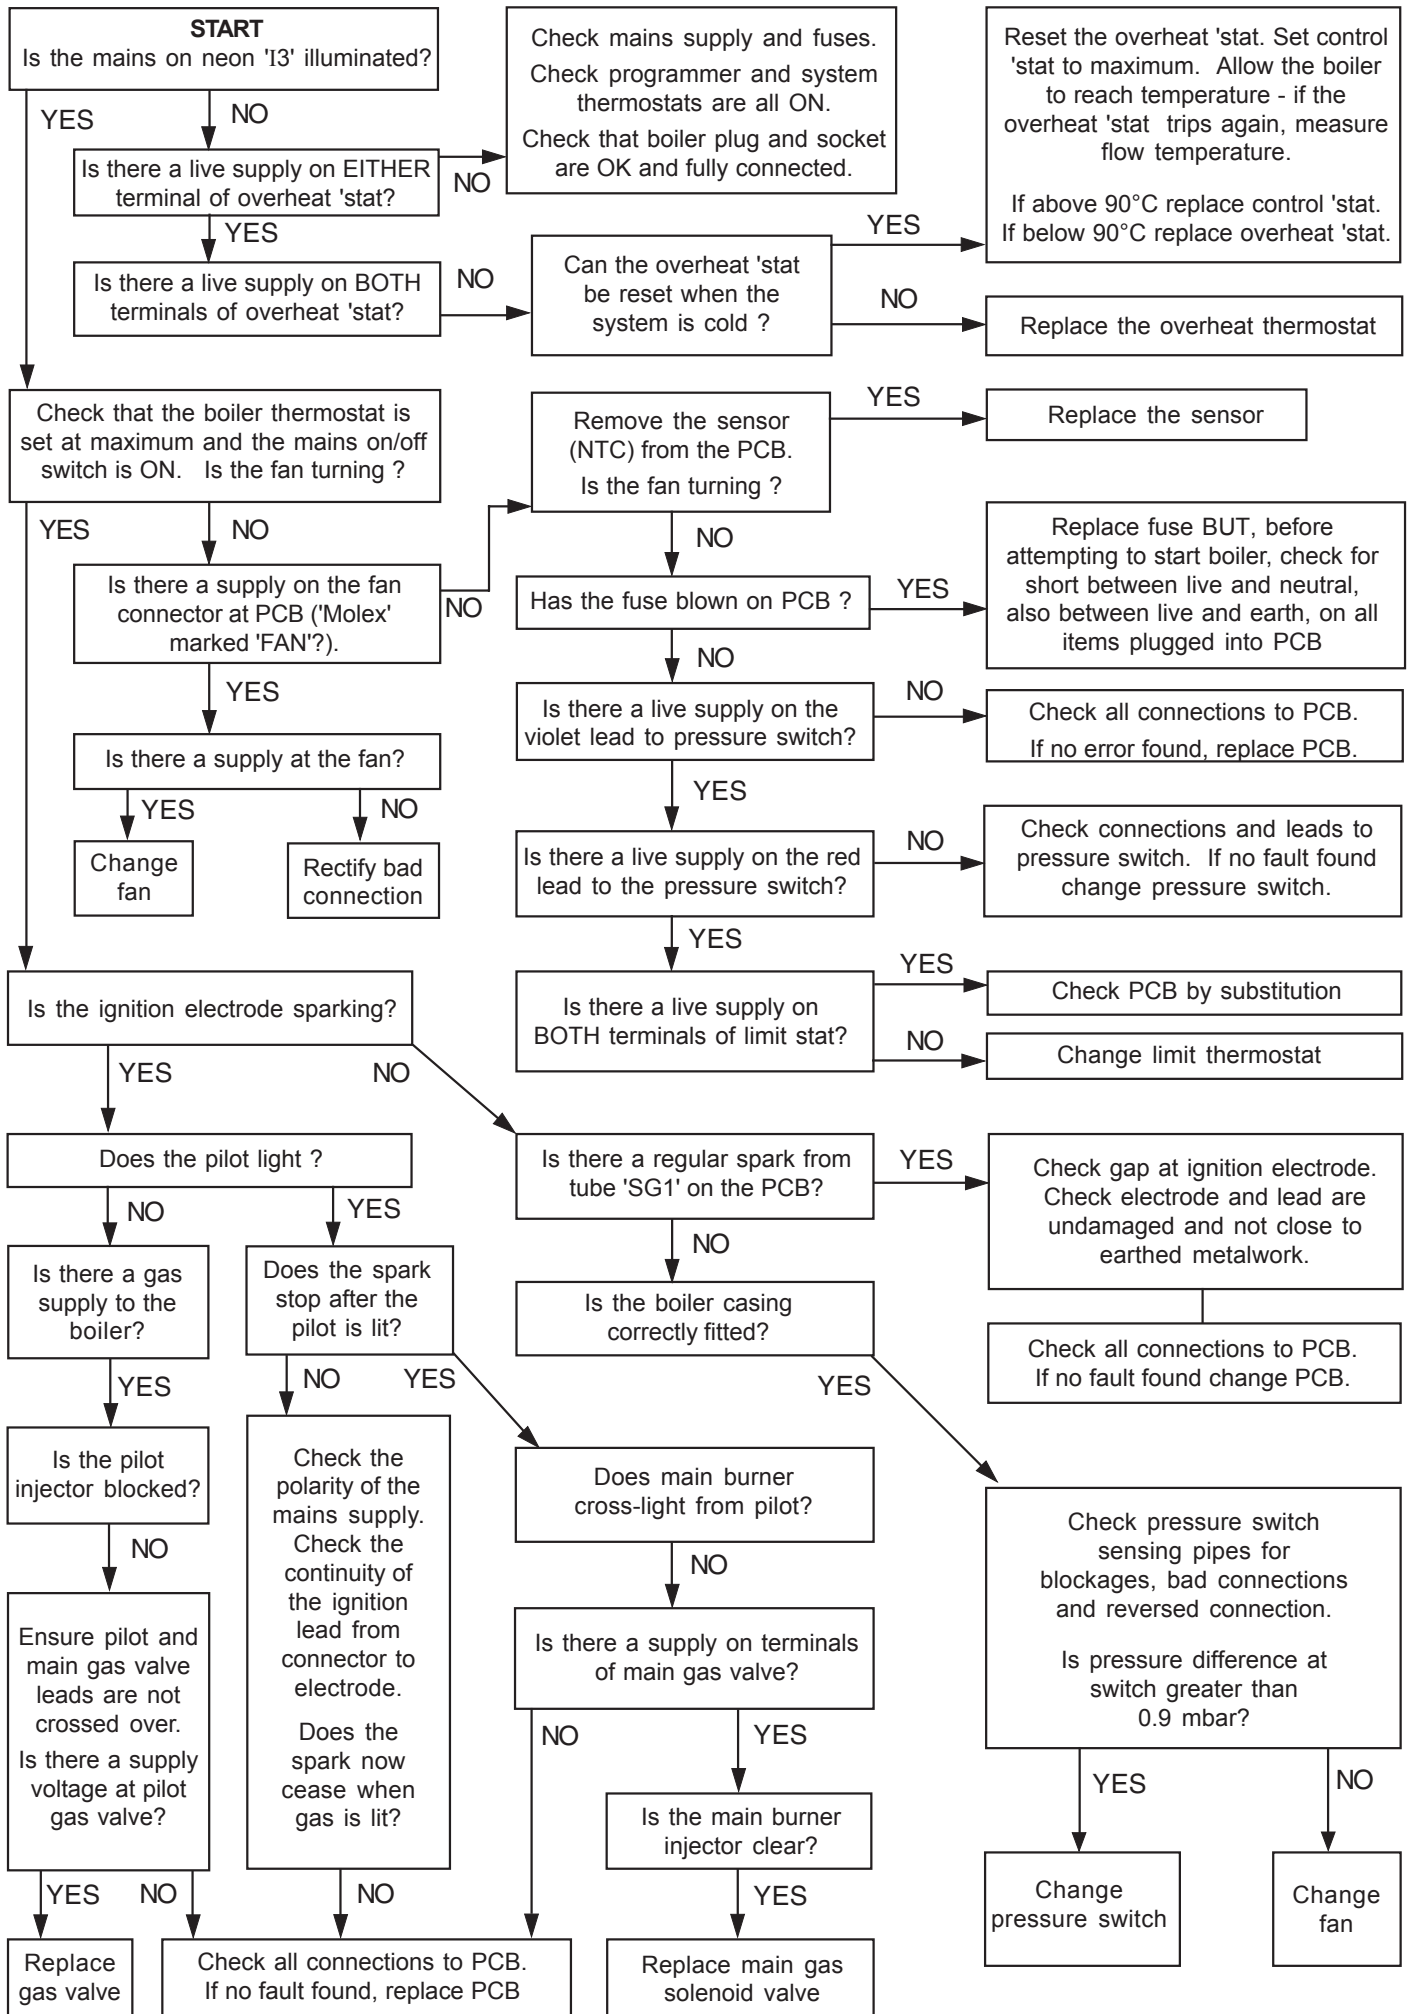 START
Is the mains on neon 'I3' illuminated?
YES
NO
Is there a live supply on EITHER
terminal of overheat 'stat?
NO
Check mains supply and fuses.
Check programmer and system
thermostats are all ON.
Check that boiler plug and socket
are OK and fully connected.
YES
Is there a live supply on BOTH
terminals of overheat 'stat?
NO
Can the overheat 'stat
be reset when the
system is cold ?
YES
Reset the overheat 'stat. Set control
'stat to maximum. Allow the boiler
to reach temperature - if the
overheat 'stat trips again, measure
flow temperature.
If above 90°C replace control 'stat.
If below 90°C replace overheat 'stat.
NO
Replace the overheat thermostat
Check that the boiler thermostat is
set at maximum and the mains on/off
switch is ON. Is the fan turning ?
YES
NO
Is there a supply on the fan
connector at PCB ('Molex'
marked 'FAN'?).
NO
Remove the sensor
(NTC) from the PCB.
Is the fan turning ?
YES
Replace the sensor
NO
Has the fuse blown on PCB ?
YES
Replace fuse BUT, before
attempting to start boiler, check for
short between live and neutral,
also between live and earth, on all
items plugged into PCB
NO
Is there a live supply on the
violet lead to pressure switch?
NO
Check all connections to PCB.
If no error found, replace PCB.
YES
Is there a live supply on the red
lead to the pressure switch?
NO
Check connections and leads to
pressure switch. If no fault found
change pressure switch.
YES
Is there a live supply on
BOTH terminals of limit stat?
YES
Check PCB by substitution
NO
Change limit thermostat
YES
Is there a supply at the fan?
YES
NO
Change
fan
Rectify bad
connection
Is the ignition electrode sparking?
YES
NO
Does the pilot light ?
Is there a regular spark from
tube 'SG1' on the PCB?
YES
Check gap at ignition electrode.
Check electrode and lead are
undamaged and not close to
earthed metalwork.
Check all connections to PCB.
If no fault found change PCB.
NO
Is the boiler casing
correctly fitted?
YES
Check pressure switch
sensing pipes for
blockages, bad connections
and reversed connection.
Is pressure difference at
switch greater than
0.9 mbar?
YES
NO
Change
pressure switch
Change
fan
NO
YES
Is there a gas
supply to the
boiler?
Does the spark
stop after the
pilot is lit?
YES
NO
YES
Is the pilot
injector blocked?
NO
Ensure pilot and
main gas valve
leads are not
crossed over.
Is there a supply
voltage at pilot
gas valve?
YES
NO
Check the
polarity of the
mains supply.
Check the
continuity of
the ignition
lead from
connector to
electrode.
Does the
spark now
cease when
gas is lit?
NO
Does main burner
cross-light from pilot?
NO
Is there a supply on terminals
of main gas valve?
NO
YES
Is the main burner
injector clear?
YES
Replace
gas valve
Check all connections to PCB.
If no fault found, replace PCB
Replace main gas
solenoid valve